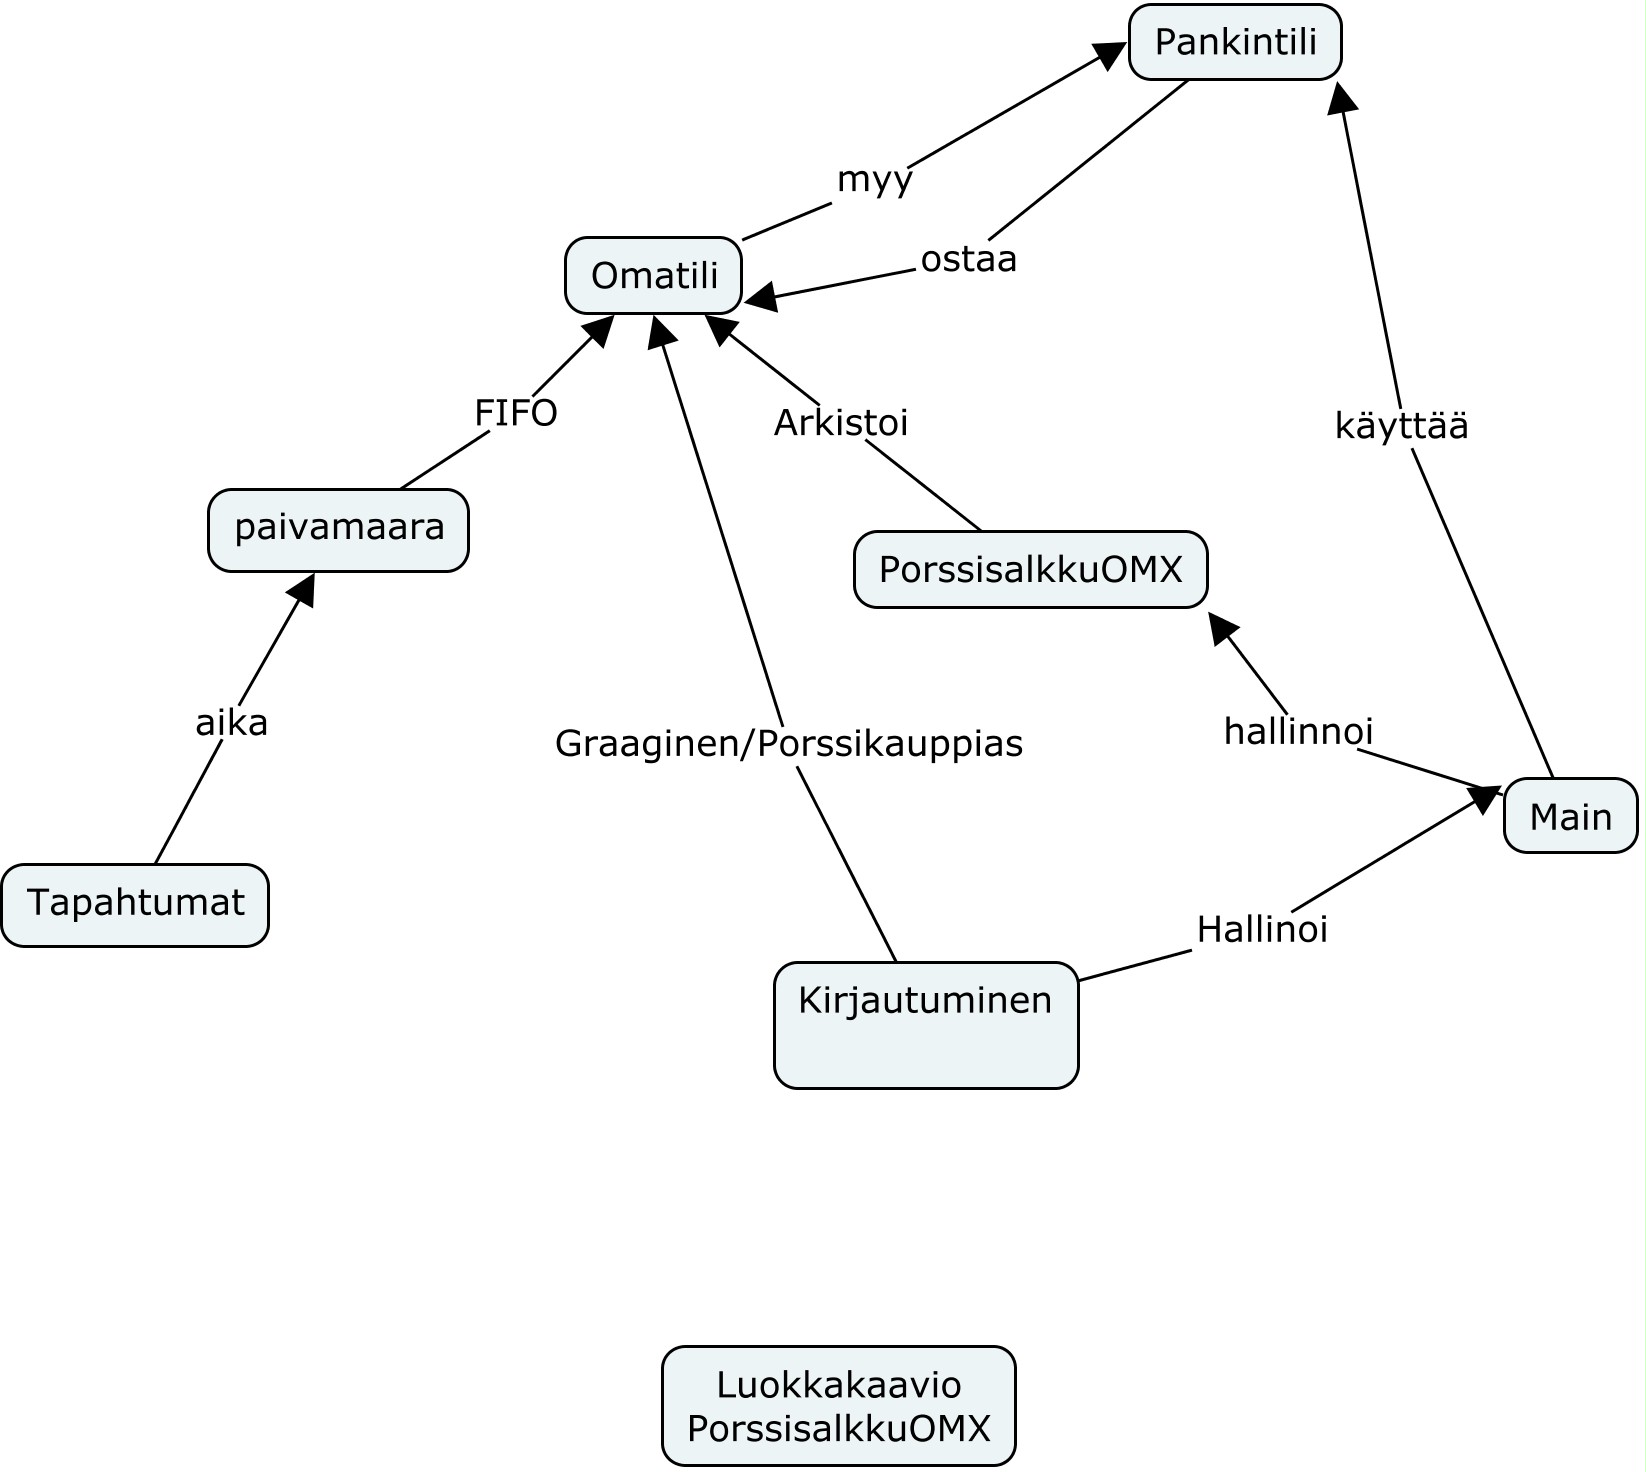 Pankintili
myy
ostaa
Omatili
FIFO
Arkistoi
käyttää
paivamaara
PorssisalkkuOMX
aika
Graaginen/Porssikauppias
hallinnoi
Main
Tapahtumat
Hallinoi
Kirjautuminen
Luokkakaavio
PorssisalkkuOMX